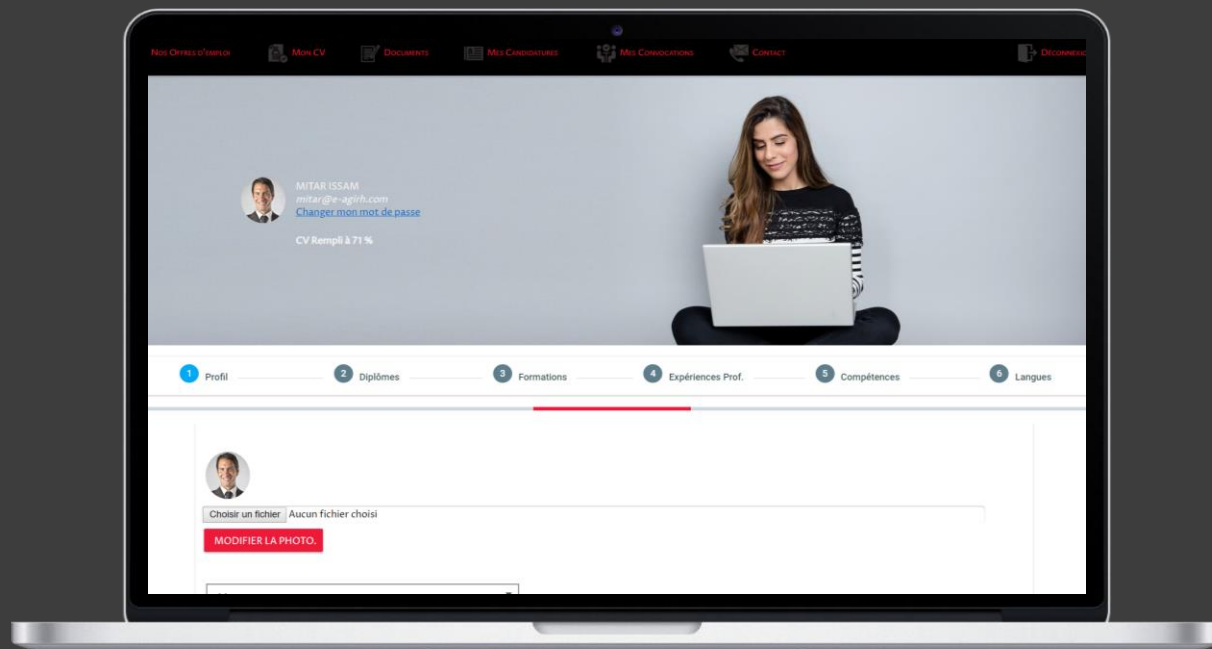 NOS OFFRES D'EMPLOI MON CV DOCUMENTS MES CANDIDATURES MES CONVOCATIONS CONTACT
MITAR ISSAM
mitar@e-agirh.com
Changer mon mot de passe
CV Rempli à 71 %
1 Profil 2 Diplômes 3 Formations 4 Expériences Prof. 5 Compétences 6 Langues
Choisir un fichier Aucun fichier choisi
MODIFIER LA PHOTO.